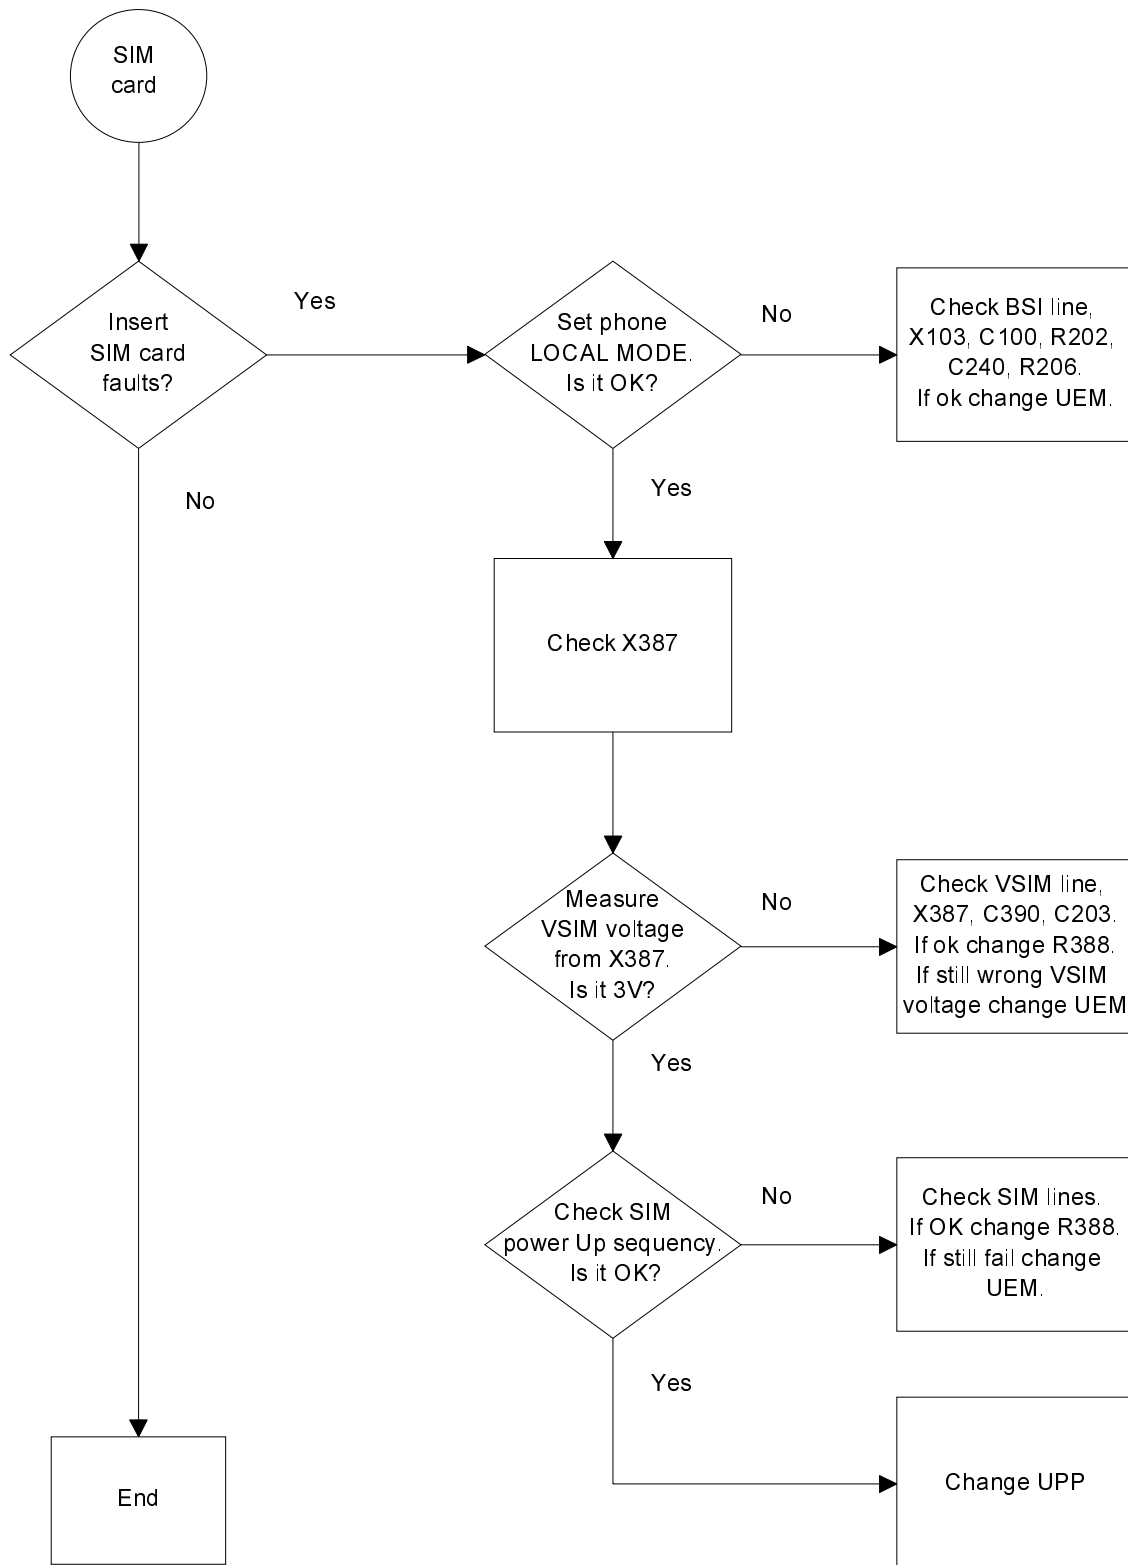 SIM
card
Insert
SIM card
faults?
Yes
Set phone
LOCAL MODE.
Is it OK?
No
Check BSI line,
X103, C100, R202,
C240, R206.
If ok change UEM.
No
Yes
Check X387
Measure
VSIM voltage
from X387.
Is it 3V?
No
Check VSIM line,
X387, C390, C203.
If ok change R388.
If still wrong VSIM
voltage change UEM
Yes
Check SIM
power Up sequency.
Is it OK?
No
Check SIM lines.
If OK change R388.
If still fail change
UEM.
Yes
Change UPP
End